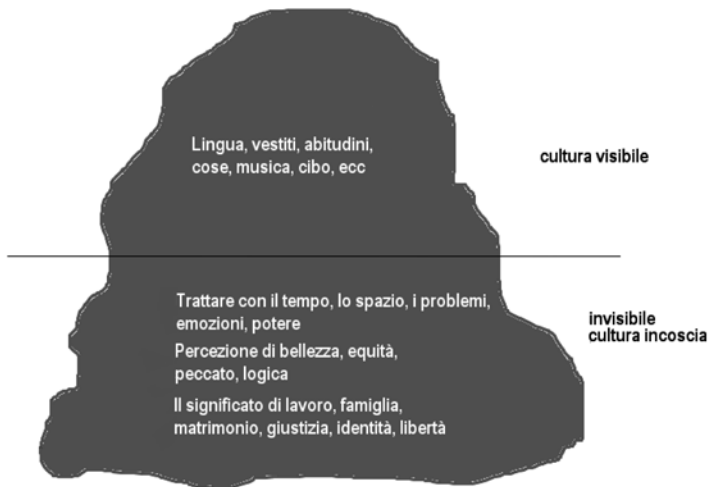 Lingua, vestiti, abitudini,
cose, musica, cibo, ecc
cultura visibile
Trattare con il tempo, lo spazio, i problemi,
emozioni, potere
invisibile
cultura incoscia
Percezione di bellezza, equità,
peccato, logica
Il significato di lavoro, famiglia,
matrimonio, giustizia, identità, libertà